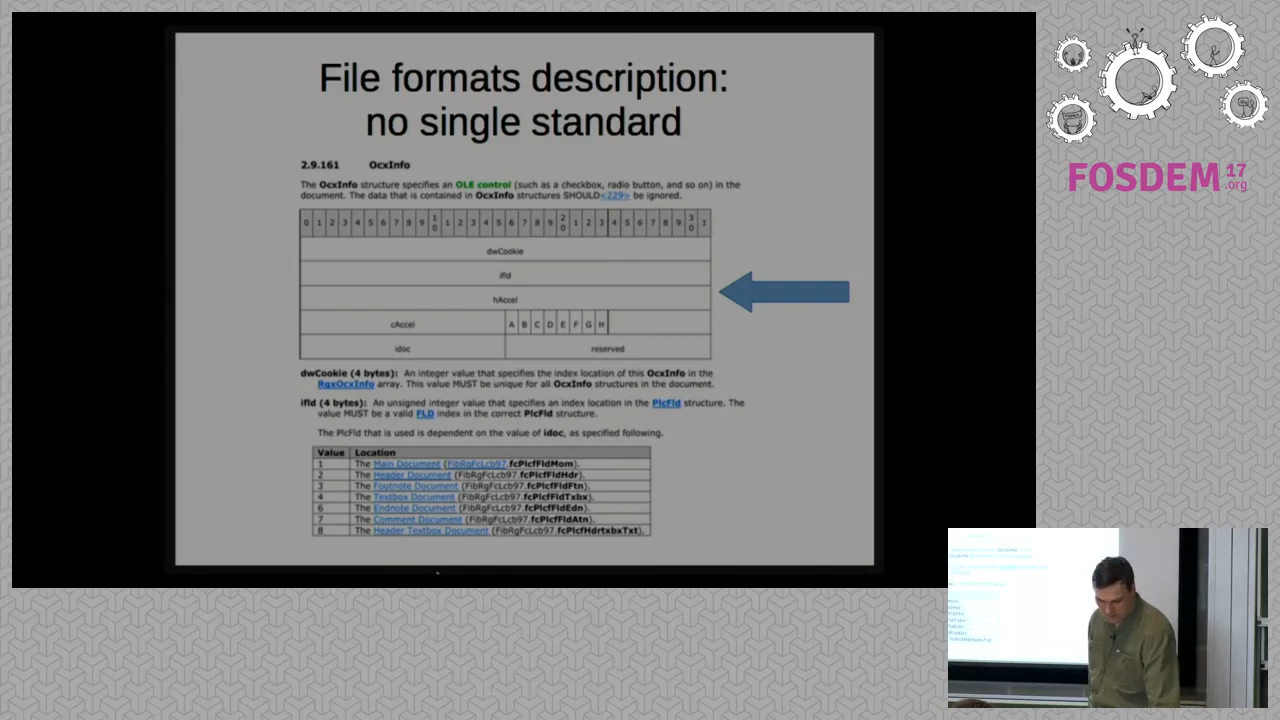 File formats description:
no single standard
2.9.161 OcxInfo
The OcxInfo structure specifies an OLE control (such as a checkbox, radio button, and so on) in the
document. The data that is contained in OcxInfo structures SHOULD<229> be ignored.
0 1 2 3 4 5 6 7 8 9 10 1 2 3 4 5 6 7 8 9 20 1 2 3 4 5 6 7 8 9 30 1
dwCookie
ifld
hAccel
cAccel A B C D E F G H
idoc reserved
dwCookie (4 bytes): An integer value that specifies the index location of this OcxInfo in the
RgxOcxInfo array. This value MUST be unique for all OcxInfo structures in the document.
ifld (4 bytes): An unsigned integer value that specifies an index location in the PlcFld structure. The
value MUST be a valid FLD index in the correct PlcFld structure.
The PlcFld that is used is dependent on the value of idoc, as specified following.
Value Location
1 The Main Document (FibRgFcLcb97.fcPlcfFldMom).
2 The Header Document (FibRgFcLcb97.fcPlcfFldHdr).
3 The Footnote Document (FibRgFcLcb97.fcPlcfFldFtn).
4 The Textbox Document (FibRgFcLcb97.fcPlcfFldTxbx).
6 The Endnote Document (FibRgFcLcb97.fcPlcfFldEdn).
7 The Comment Document (FibRgFcLcb97.fcPlcfFldAtn).
8 The Header Textbox Document (FibRgFcLcb97.fcPlcfHdrtxbxTxt).
FOSDEM 17
.org